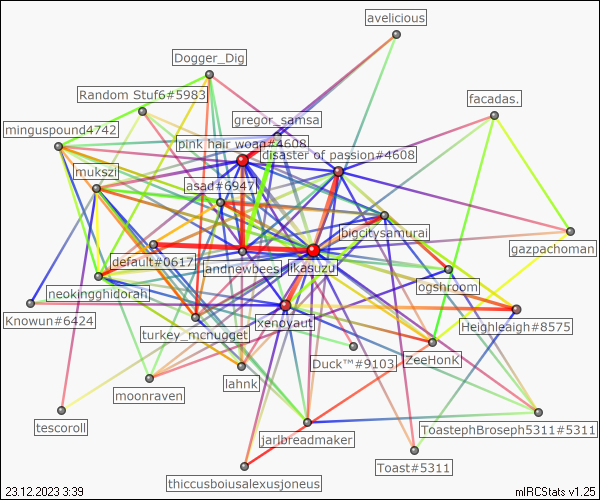 avelicious
Dogger_Dig
Random Stuf6#5983
facadas.
gregor_samsa
minguspound4742
pink hair woan#4608
disaster of passion#4608
mukszi
asad#6947
bigcitysamurai
gazpachoman
default#0617
andnewbees
ikasuzu
ogshroom
neokingghidorah
Knowun#6424
xenoyaut
Heighleaigh#8575
turkey_mcnugget
Duck™#9103
ZeeHonK
lahnk
moonraven
tescoroll
jarlbreadmaker
ToastephBroseph5311#5311
Toast#5311
thiccusboiusalexusjoneus
23.12.2023 3:39
mIRCStats v1.25